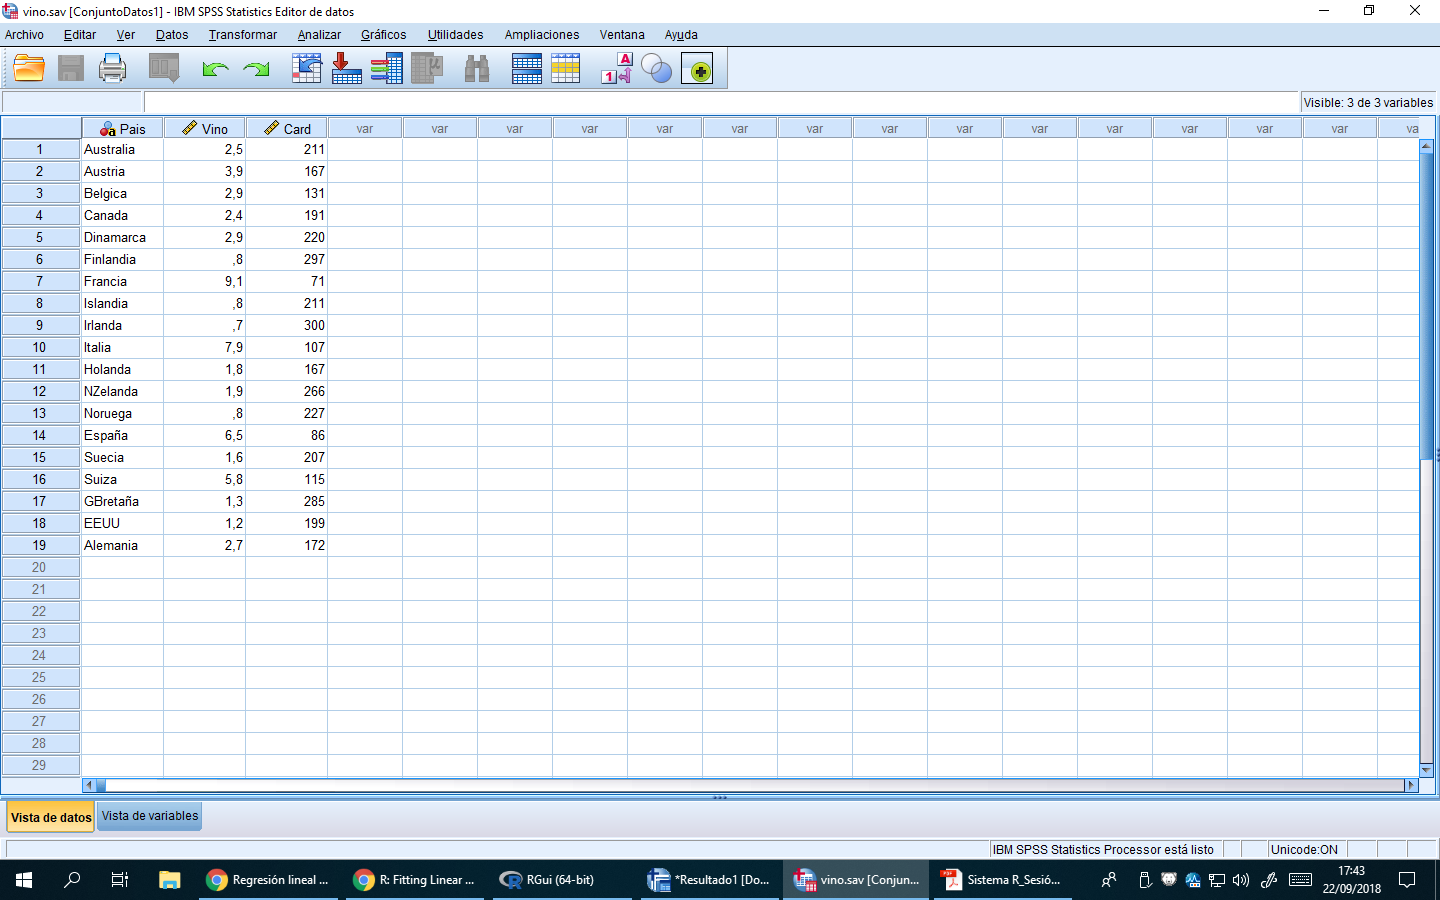 vino.sav [ConjuntoDatos1] - IBM SPSS Statistics Editor de datos
Archivo Editar Ver Datos Transformar Analizar Gráficos Utilidades Ampliaciones Ventana Ayuda
Visible: 3 de 3 variables
Pais Vino Card var var var var var var var var var var var var var var va
1 Australia 2,5 211
2 Austria 3,9 167
3 Belgica 2,9 131
4 Canada 2,4 191
5 Dinamarca 2,9 220
6 Finlandia ,8 297
7 Francia 9,1 71
8 Islandia ,8 211
9 Irlanda ,7 300
10 Italia 7,9 107
11 Holanda 1,8 167
12 NZelanda 1,9 266
13 Noruega ,8 227
14 España 6,5 86
15 Suecia 1,6 207
16 Suiza 5,8 115
17 GBretaña 1,3 285
18 EEUU 1,2 199
19 Alemania 2,7 172
20
21
22
23
24
25
26
27
28
29
Vista de datos Vista de variables
IBM SPSS Statistics Processor está listo Unicode:ON
Regresión lineal ... R: Fitting Linear ... RGui (64-bit) *Resultado1 [Do... vino.sav [Conjun... Sistema R_Sesió... 17:43
22/09/2018